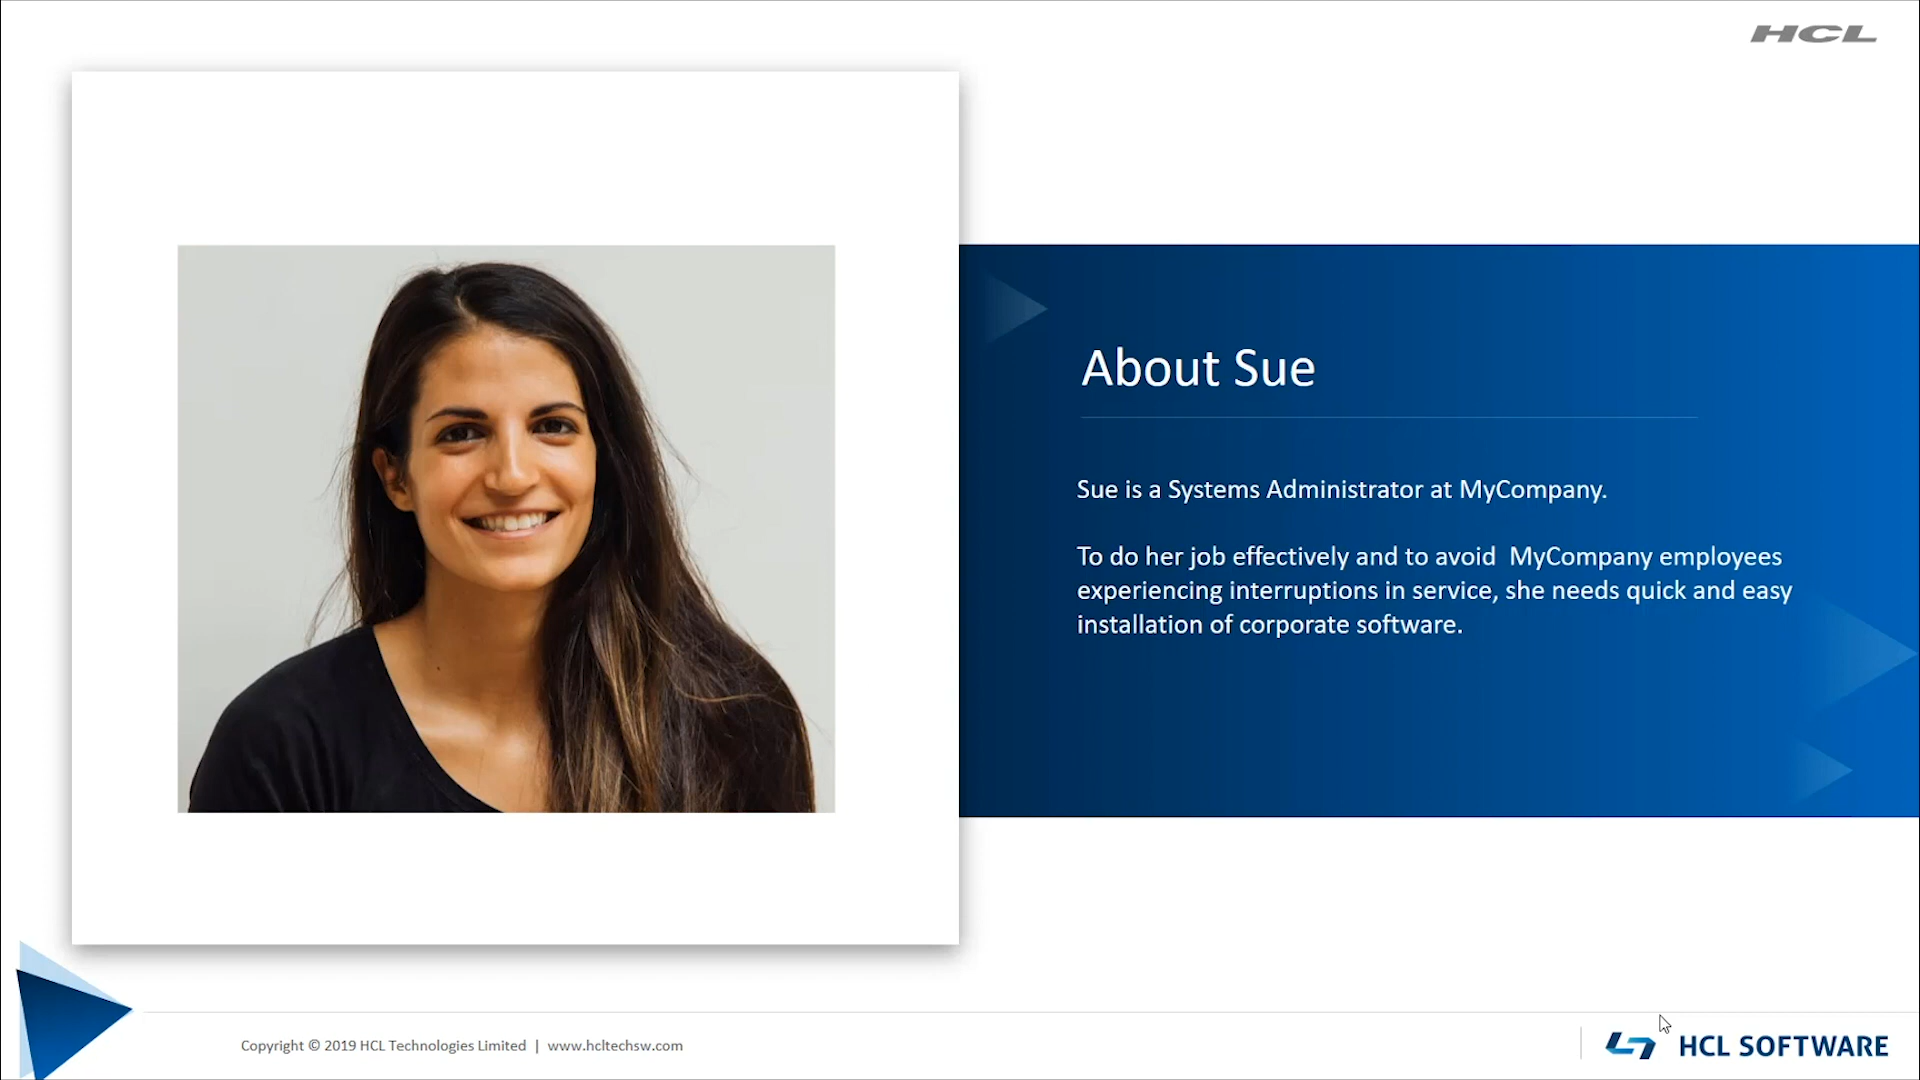 HCL
About Sue
Sue is a Systems Administrator at MyCompany.
To do her job effectively and to avoid  MyCompany employees
experiencing interruptions in service, she needs quick and easy
installation of corporate software.
Copyright © 2019 HCL Technologies Limited | www.hcltechsw.com
HCL SOFTWARE